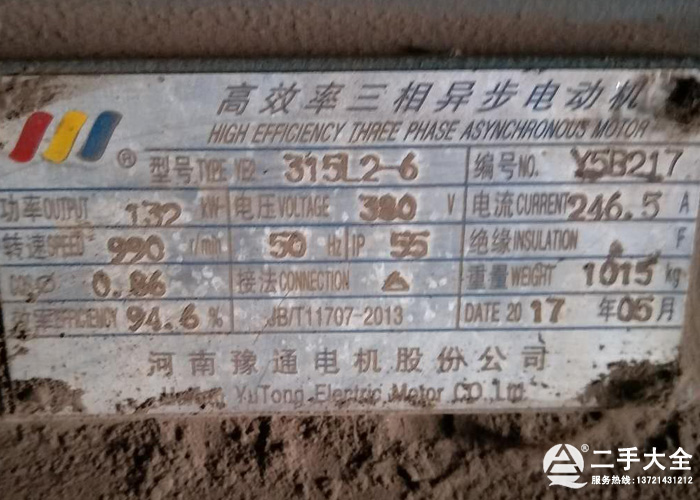 高效率三相异步电动机
HIGH EFFICIENCY THREE PHASE ASYNCHRONOUS MOTOR
® 型号TYPE YE2 315L2-6 编号NO. Y5B217
功率OUTPUT 132 kW 电压VOLTAGE 380 V 电流CURRENT 246.5 A
转速SPEED 990 r/min 50 Hz IP 55 绝缘INSULATION F
COSØ 0.86 接法CONNECTION △ 重量WEIGHT 1015 kg
效率EFFICIENCY 94.6 % JB/T11707-2013 DATE 2017 年 05 月
河南豫通电机股份公司
YuTong Electric Motor CO.,Ltd.
二手大全
服务热线:13721431212